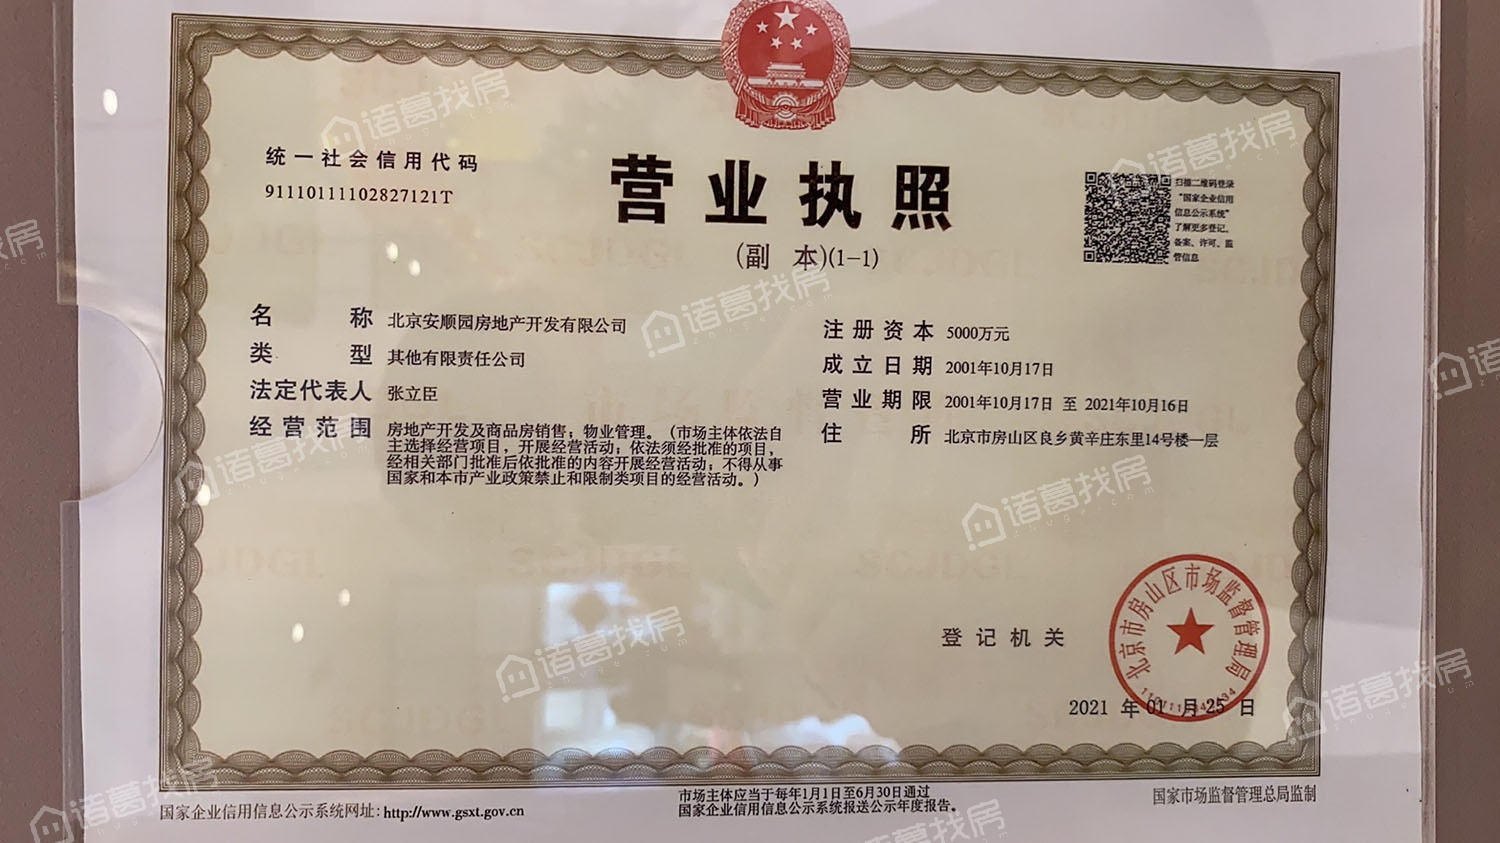 统一社会信用代码
91110111102827121T
营业执照
(副 本)(1-1)
扫描二维码登录
“国家企业信用
信息公示系统”
了解更多登记、
备案、许可、监
管信息
名 称 北京安顺园房地产开发有限公司
类 型 其他有限责任公司
法定代表人 张立臣
经营范围 房地产开发及商品房销售；物业管理。（市场主体依法自
主选择经营项目，开展经营活动；依法须经批准的项目，
经相关部门批准后依批准的内容开展经营活动；不得从事
国家和本市产业政策禁止和限制类项目的经营活动。）
注册资本 5000万元
成立日期 2001年10月17日
营业期限 2001年10月17日 至 2021年10月16日
住 所 北京市房山区良乡黄辛庄东里14号楼一层
登记机关
北京市房山区市场监督管理局
2021 年 01 月 25 日
国家企业信用信息公示系统网址: http://www.gsxt.gov.cn
市场主体应当于每年1月1日至6月30日通过
国家企业信用信息公示系统报送公示年度报告。
国家市场监督管理总局监制
诸葛找房
zhuge.com